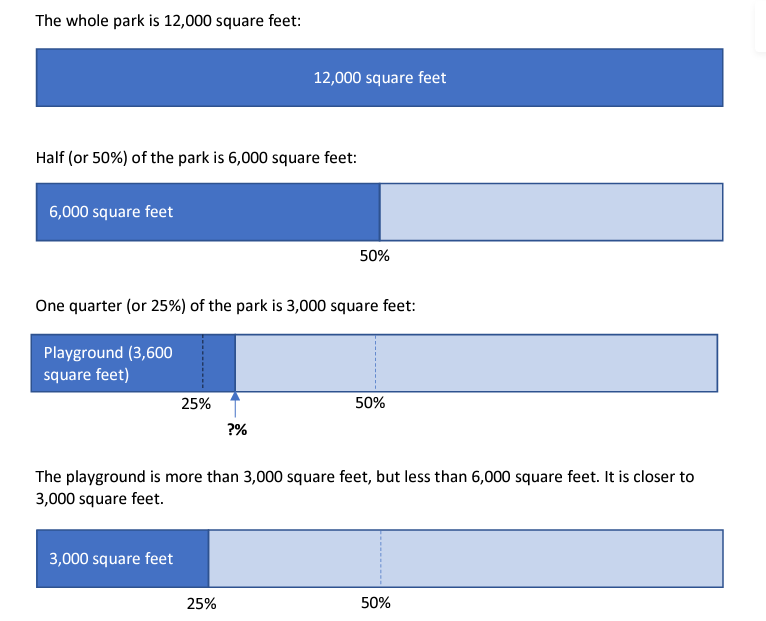 The whole park is 12,000 square feet:
12,000 square feet
Half (or 50%) of the park is 6,000 square feet:
6,000 square feet
50%
One quarter (or 25%) of the park is 3,000 square feet:
Playground (3,600
square feet)
25%
50%
?%
The playground is more than 3,000 square feet, but less than 6,000 square feet. It is closer to
3,000 square feet.
3,000 square feet
25%
50%